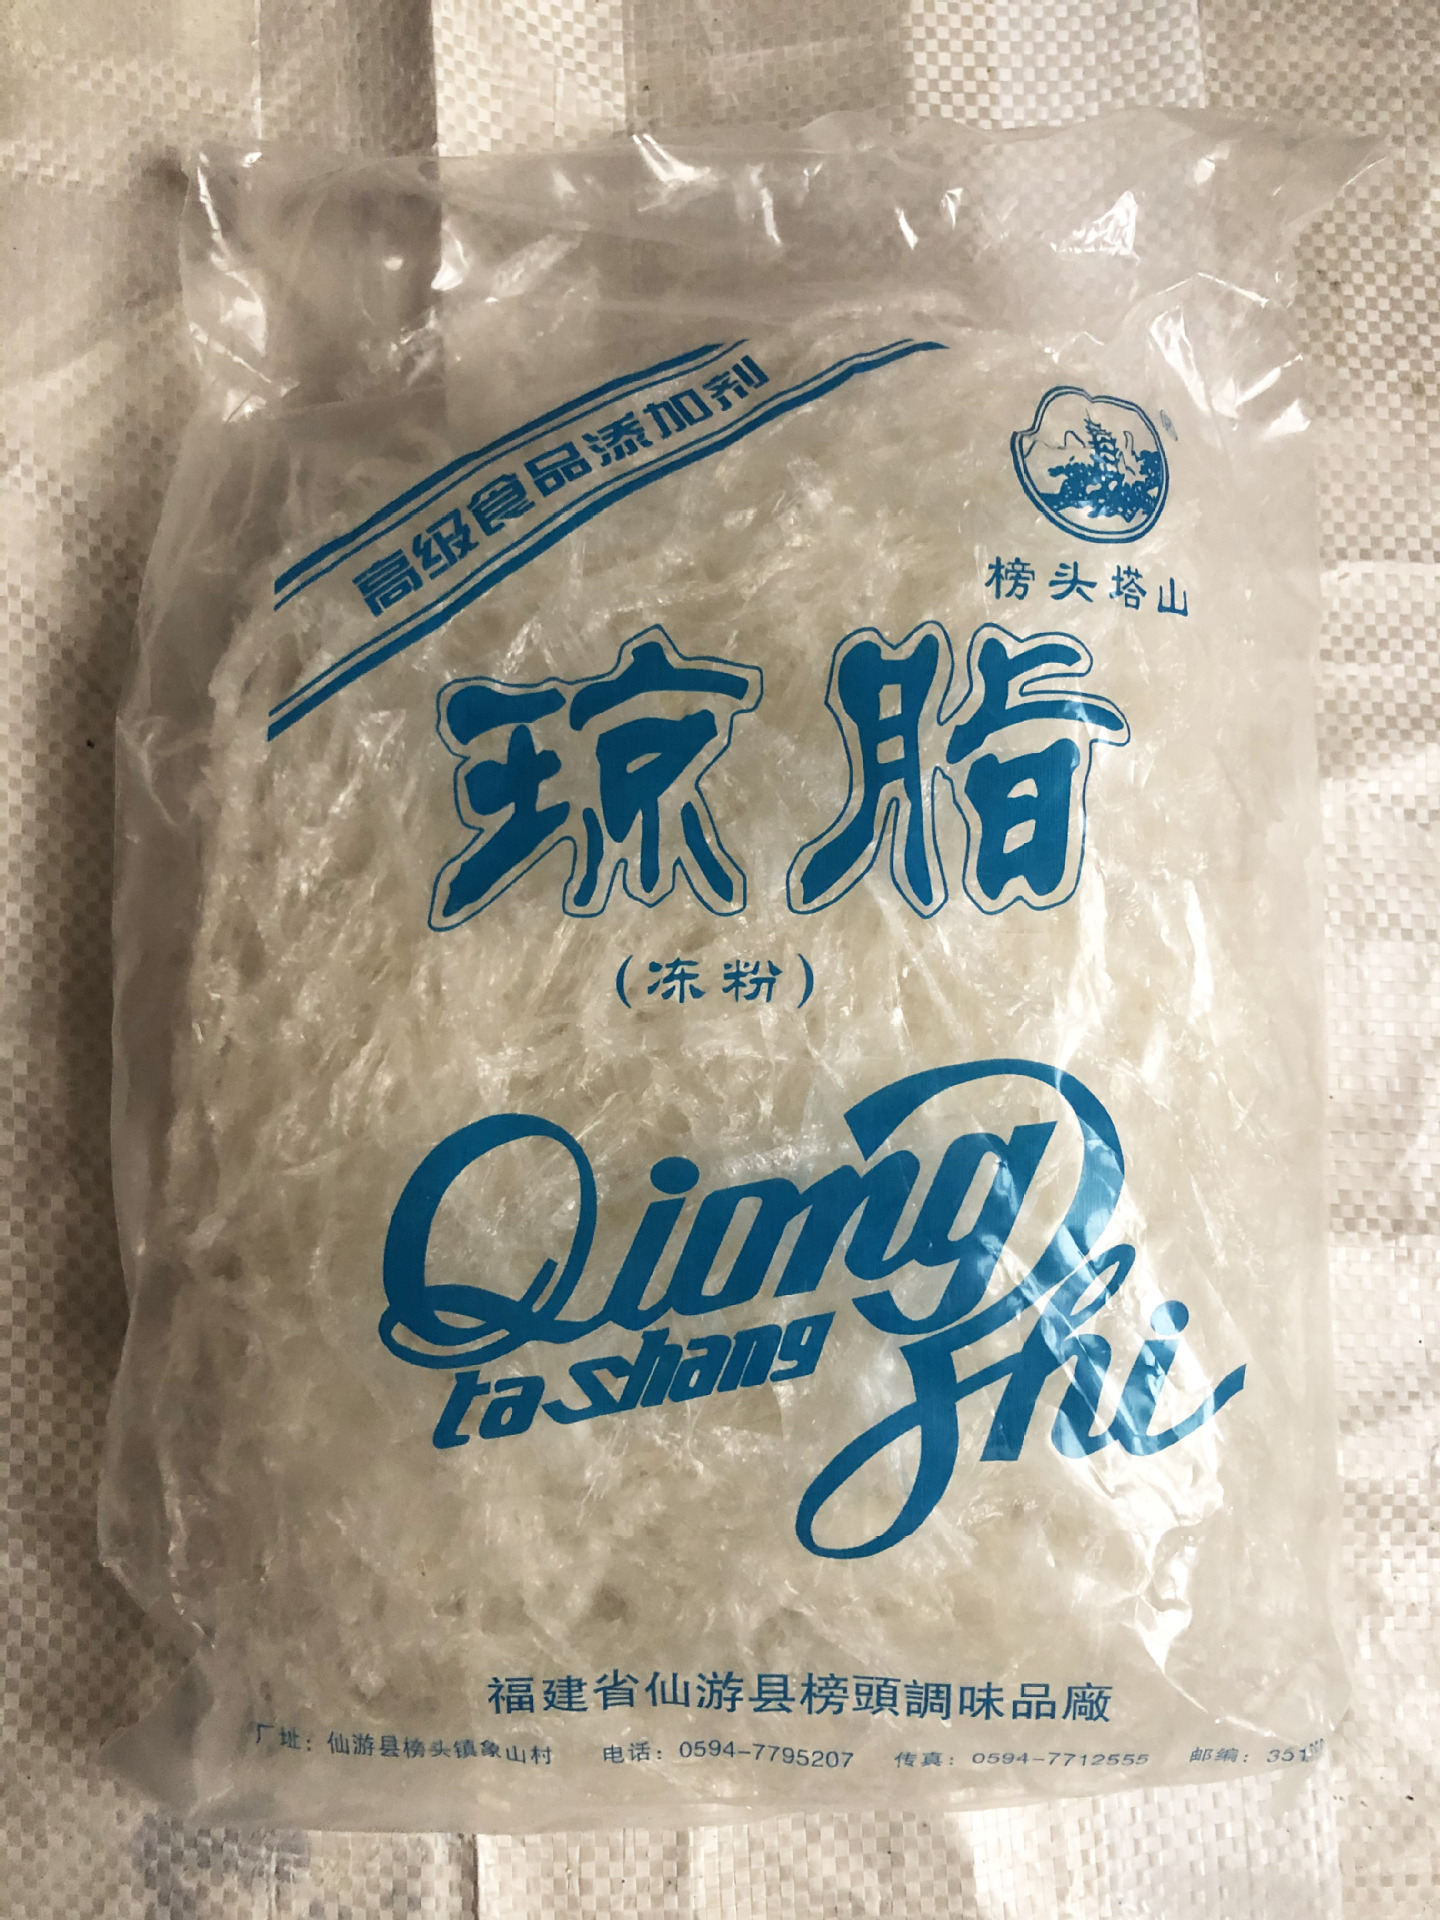 高级食品添加剂
榜头塔山
琼脂
（冻粉）
Qiong
ta shang
Zhi
福建省仙游县榜頭調味品廠
厂址：仙游县榜头镇象山村 电话：0594-7795207 传真：0594-7712555 邮编：351